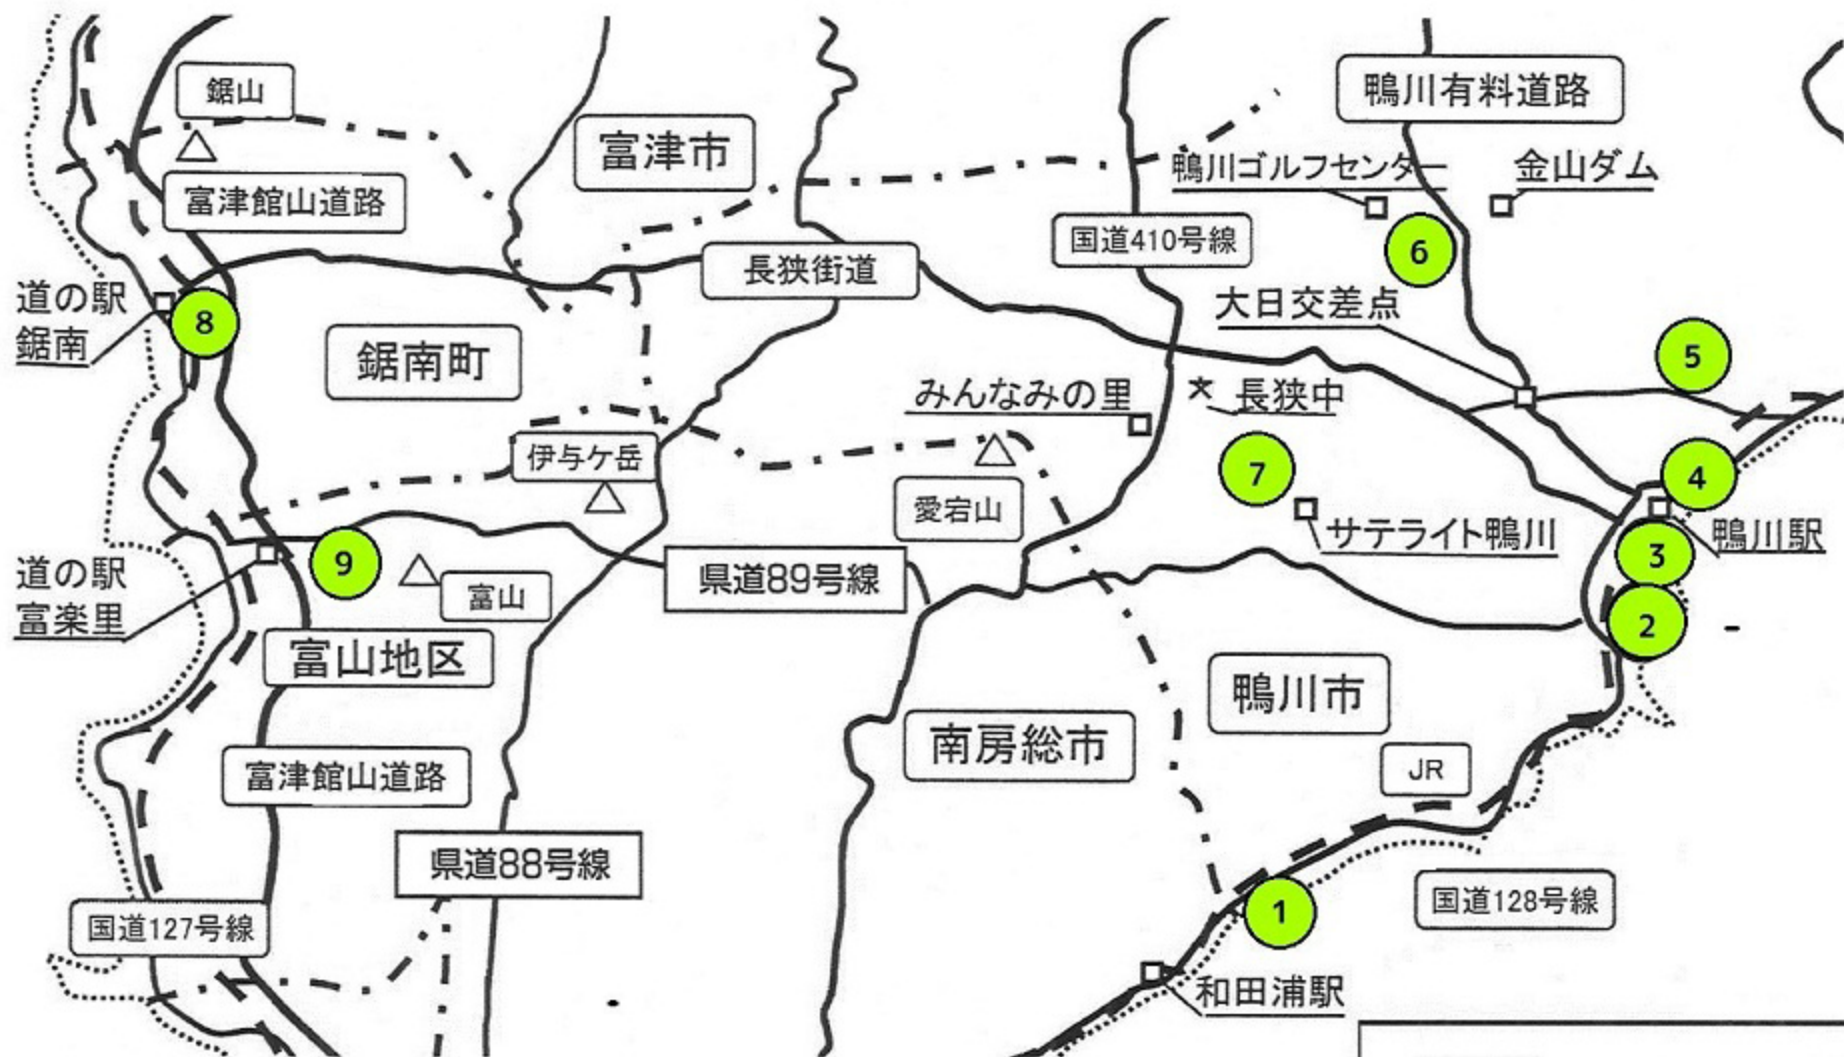 鋸山
鴨川有料道路
富津市
鴨川ゴルフセンター
金山ダム
富津館山道路
国道410号線
6
長狭街道
道の駅
鋸南
8
大日交差点
鋸南町
5
みんなみの里
長狭中
伊与ケ岳
7
4
愛宕山
サテライト鴨川
鴨川駅
3
道の駅
富楽里
9
富山
県道89号線
2
富山地区
鴨川市
南房総市
JR
富津館山道路
県道88号線
国道127号線
1
国道128号線
和田浦駅